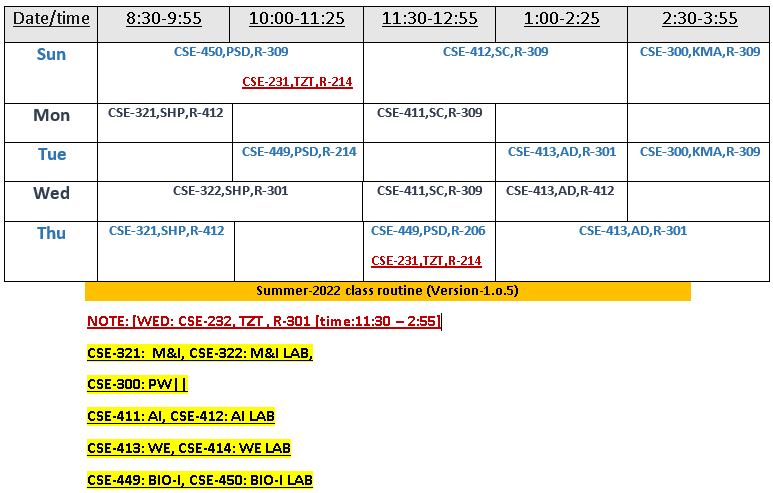 Date/time 8:30-9:55 10:00-11:25 11:30-12:55 1:00-2:25 2:30-3:55
Sun CSE-450,PSD,R-309 CSE-412,SC,R-309 CSE-300,KMA,R-309
CSE-231,TZT,R-214
Mon CSE-321,SHP,R-412 CSE-411,SC,R-309
Tue CSE-449,PSD,R-214 CSE-413,AD,R-301 CSE-300,KMA,R-309
Wed CSE-322,SHP,R-301 CSE-411,SC,R-309 CSE-413,AD,R-412
Thu CSE-321,SHP,R-412 CSE-449,PSD,R-206 CSE-413,AD,R-301
CSE-231,TZT,R-214
Summer-2022 class routine (Version-1.o.5)
NOTE: [WED: CSE-232, TZT , R-301 [time:11:30 – 2:55]
CSE-321:  M&I, CSE-322: M&I LAB,
CSE-300: PW||
CSE-411: AI, CSE-412: AI LAB
CSE-413: WE, CSE-414: WE LAB
CSE-449: BIO-I, CSE-450: BIO-I LAB